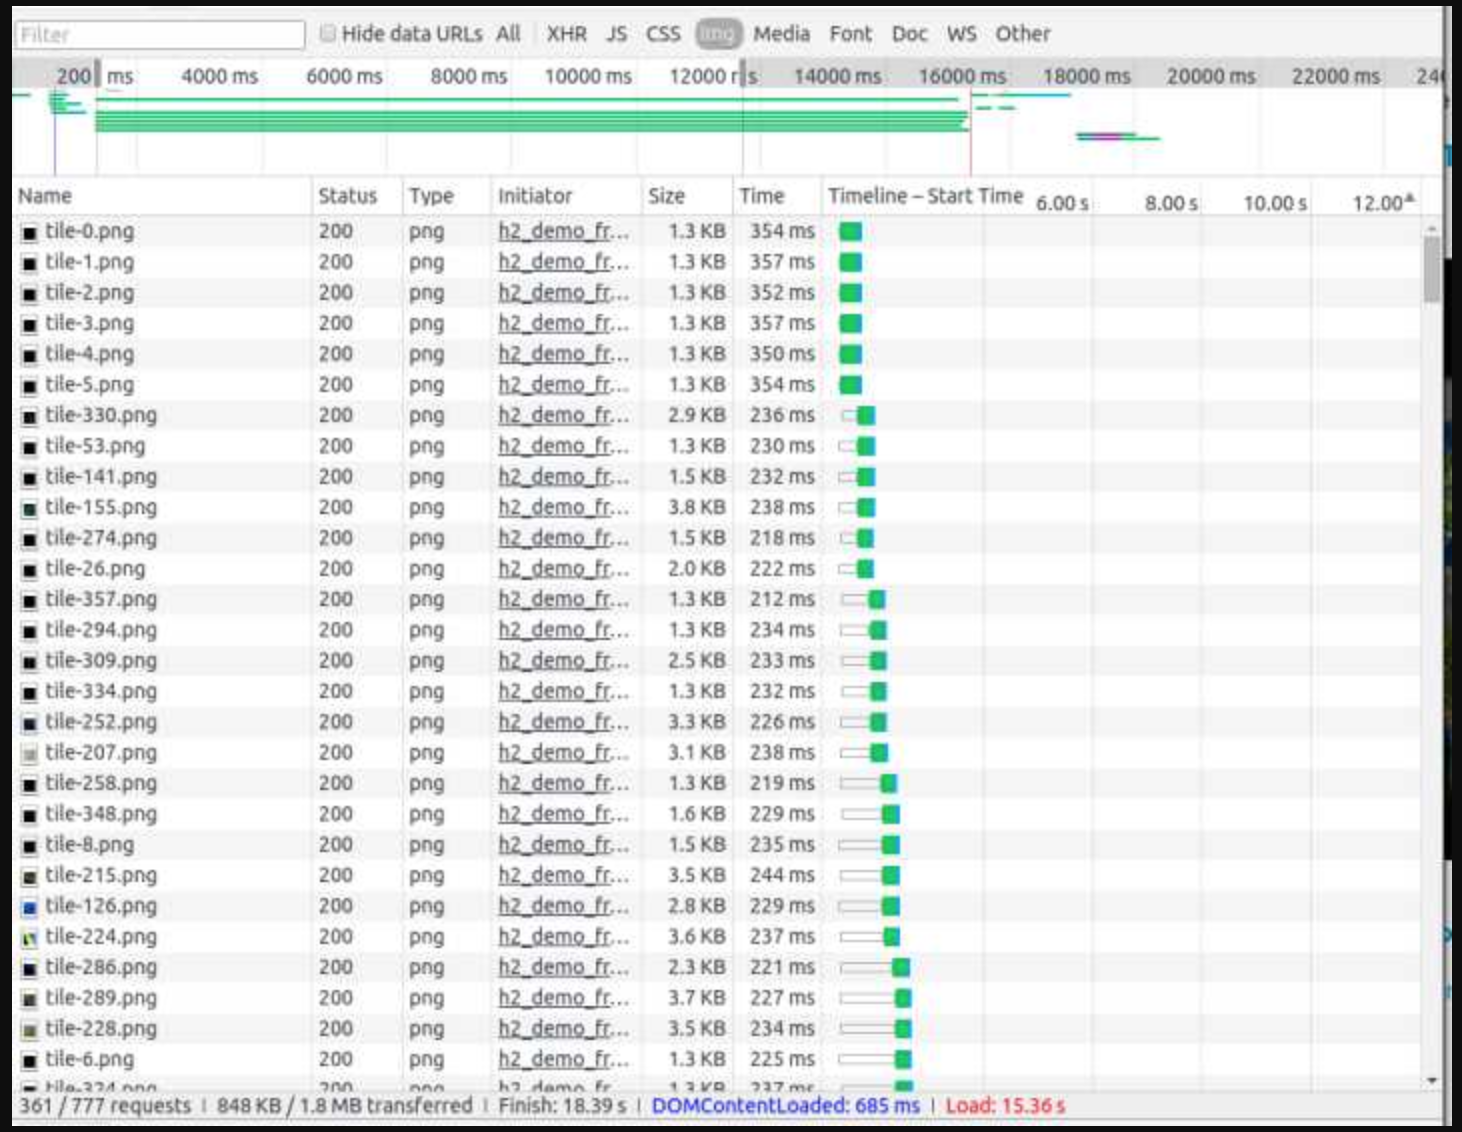 Filter Hide data URLs All XHR JS CSS Img Media Font Doc WS Other
200 ms 4000 ms 6000 ms 8000 ms 10000 ms 12000 ms 14000 ms 16000 ms 18000 ms 20000 ms 22000 ms 240
Name Status Type Initiator Size Time Timeline – Start Time 6.00 s 8.00 s 10.00 s 12.00
tile-0.png 200 png h2_demo_fr... 1.3 KB 354 ms
tile-1.png 200 png h2_demo_fr... 1.3 KB 357 ms
tile-2.png 200 png h2_demo_fr... 1.3 KB 352 ms
tile-3.png 200 png h2_demo_fr... 1.3 KB 357 ms
tile-4.png 200 png h2_demo_fr... 1.3 KB 350 ms
tile-5.png 200 png h2_demo_fr... 1.3 KB 354 ms
tile-330.png 200 png h2_demo_fr... 2.9 KB 236 ms
tile-53.png 200 png h2_demo_fr... 1.3 KB 230 ms
tile-141.png 200 png h2_demo_fr... 1.5 KB 232 ms
tile-155.png 200 png h2_demo_fr... 3.8 KB 238 ms
tile-274.png 200 png h2_demo_fr... 1.5 KB 218 ms
tile-26.png 200 png h2_demo_fr... 2.0 KB 222 ms
tile-357.png 200 png h2_demo_fr... 1.3 KB 212 ms
tile-294.png 200 png h2_demo_fr... 1.3 KB 234 ms
tile-309.png 200 png h2_demo_fr... 2.5 KB 233 ms
tile-334.png 200 png h2_demo_fr... 1.3 KB 232 ms
tile-252.png 200 png h2_demo_fr... 3.3 KB 226 ms
tile-207.png 200 png h2_demo_fr... 3.1 KB 238 ms
tile-258.png 200 png h2_demo_fr... 1.3 KB 219 ms
tile-348.png 200 png h2_demo_fr... 1.6 KB 229 ms
tile-8.png 200 png h2_demo_fr... 1.5 KB 235 ms
tile-215.png 200 png h2_demo_fr... 3.5 KB 244 ms
tile-126.png 200 png h2_demo_fr... 2.8 KB 229 ms
tile-224.png 200 png h2_demo_fr... 3.6 KB 237 ms
tile-286.png 200 png h2_demo_fr... 2.3 KB 221 ms
tile-289.png 200 png h2_demo_fr... 3.7 KB 227 ms
tile-228.png 200 png h2_demo_fr... 3.5 KB 234 ms
tile-6.png 200 png h2_demo_fr... 1.3 KB 225 ms
tile-324.png 200 png h2_demo_fr... 1.3 KB 237 ms
361 / 777 requests | 848 KB / 1.8 MB transferred | Finish: 18.39 s | DOMContentLoaded: 685 ms | Load: 15.36 s